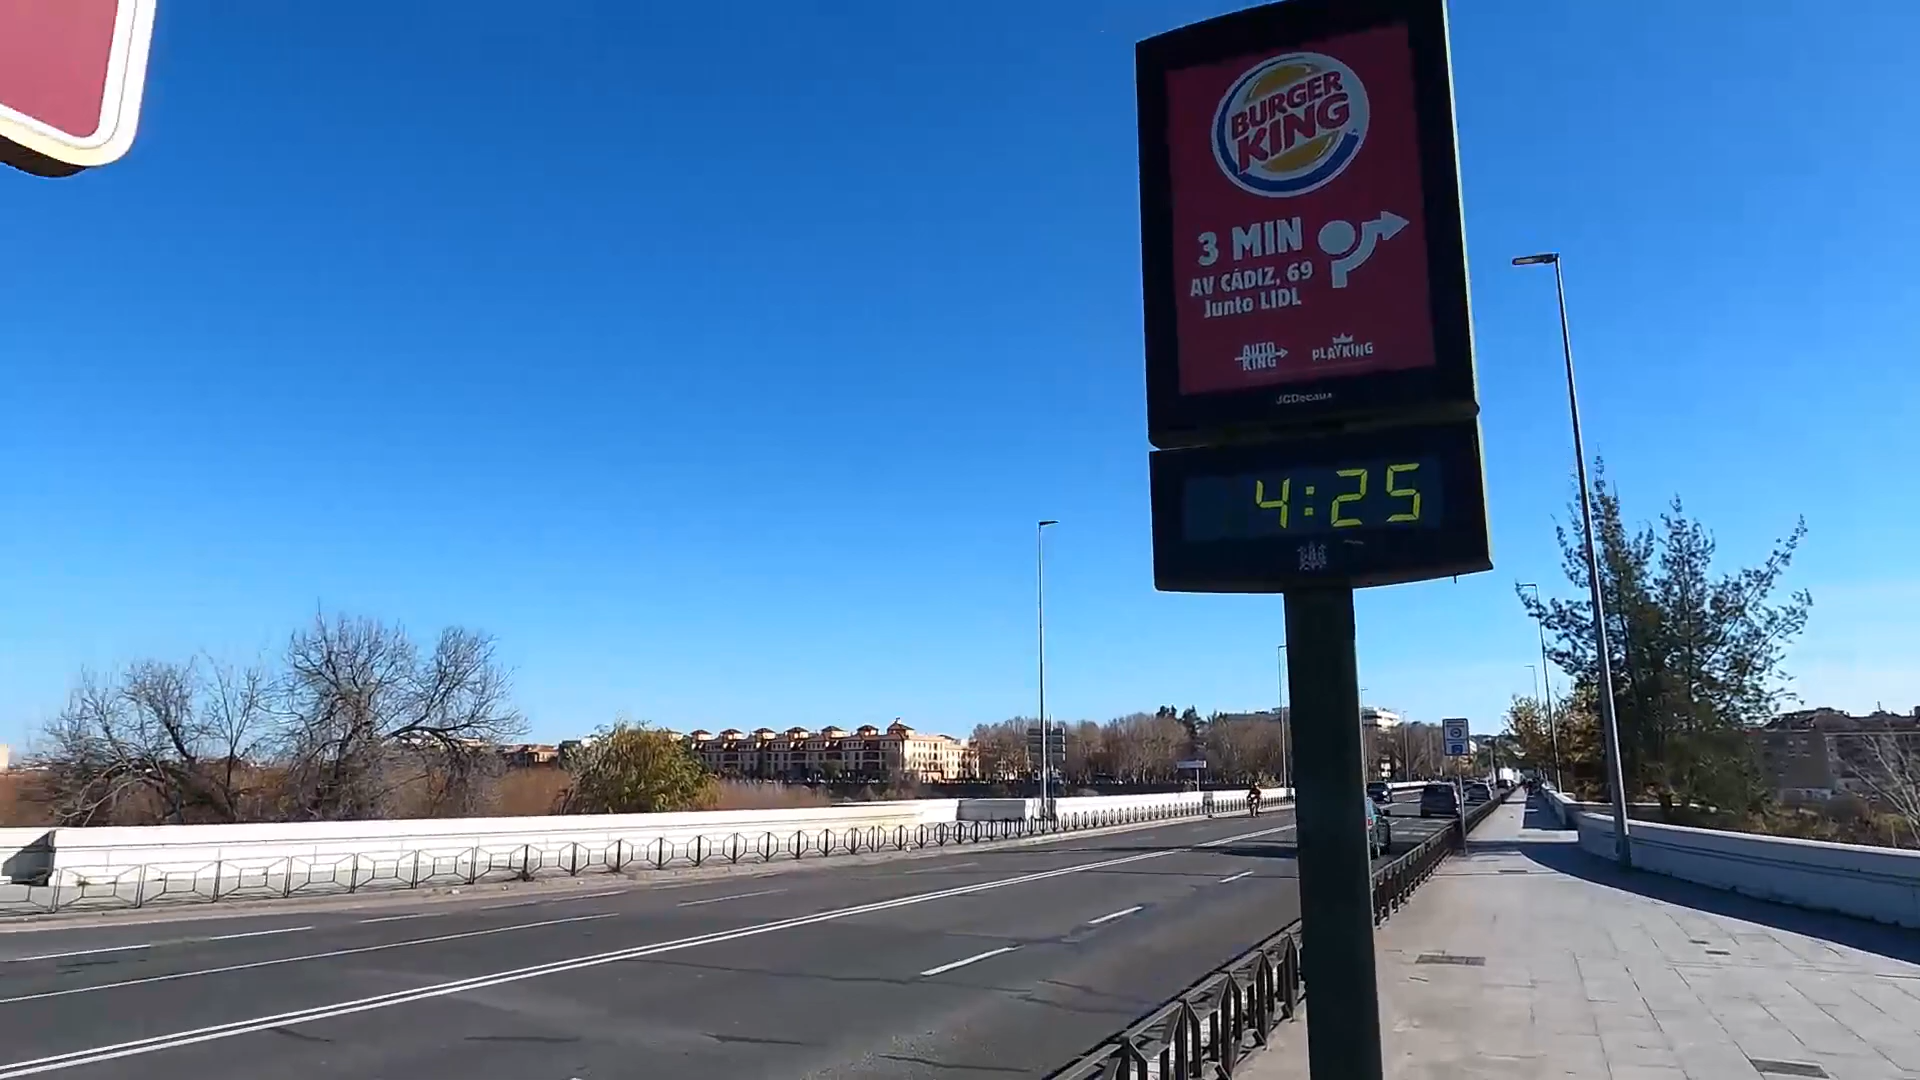 BURGER
KING
3 MIN
AV CÁDIZ, 69
Junto LIDL
AUTO
KING
PLAYKING
JCDecaux
4:25